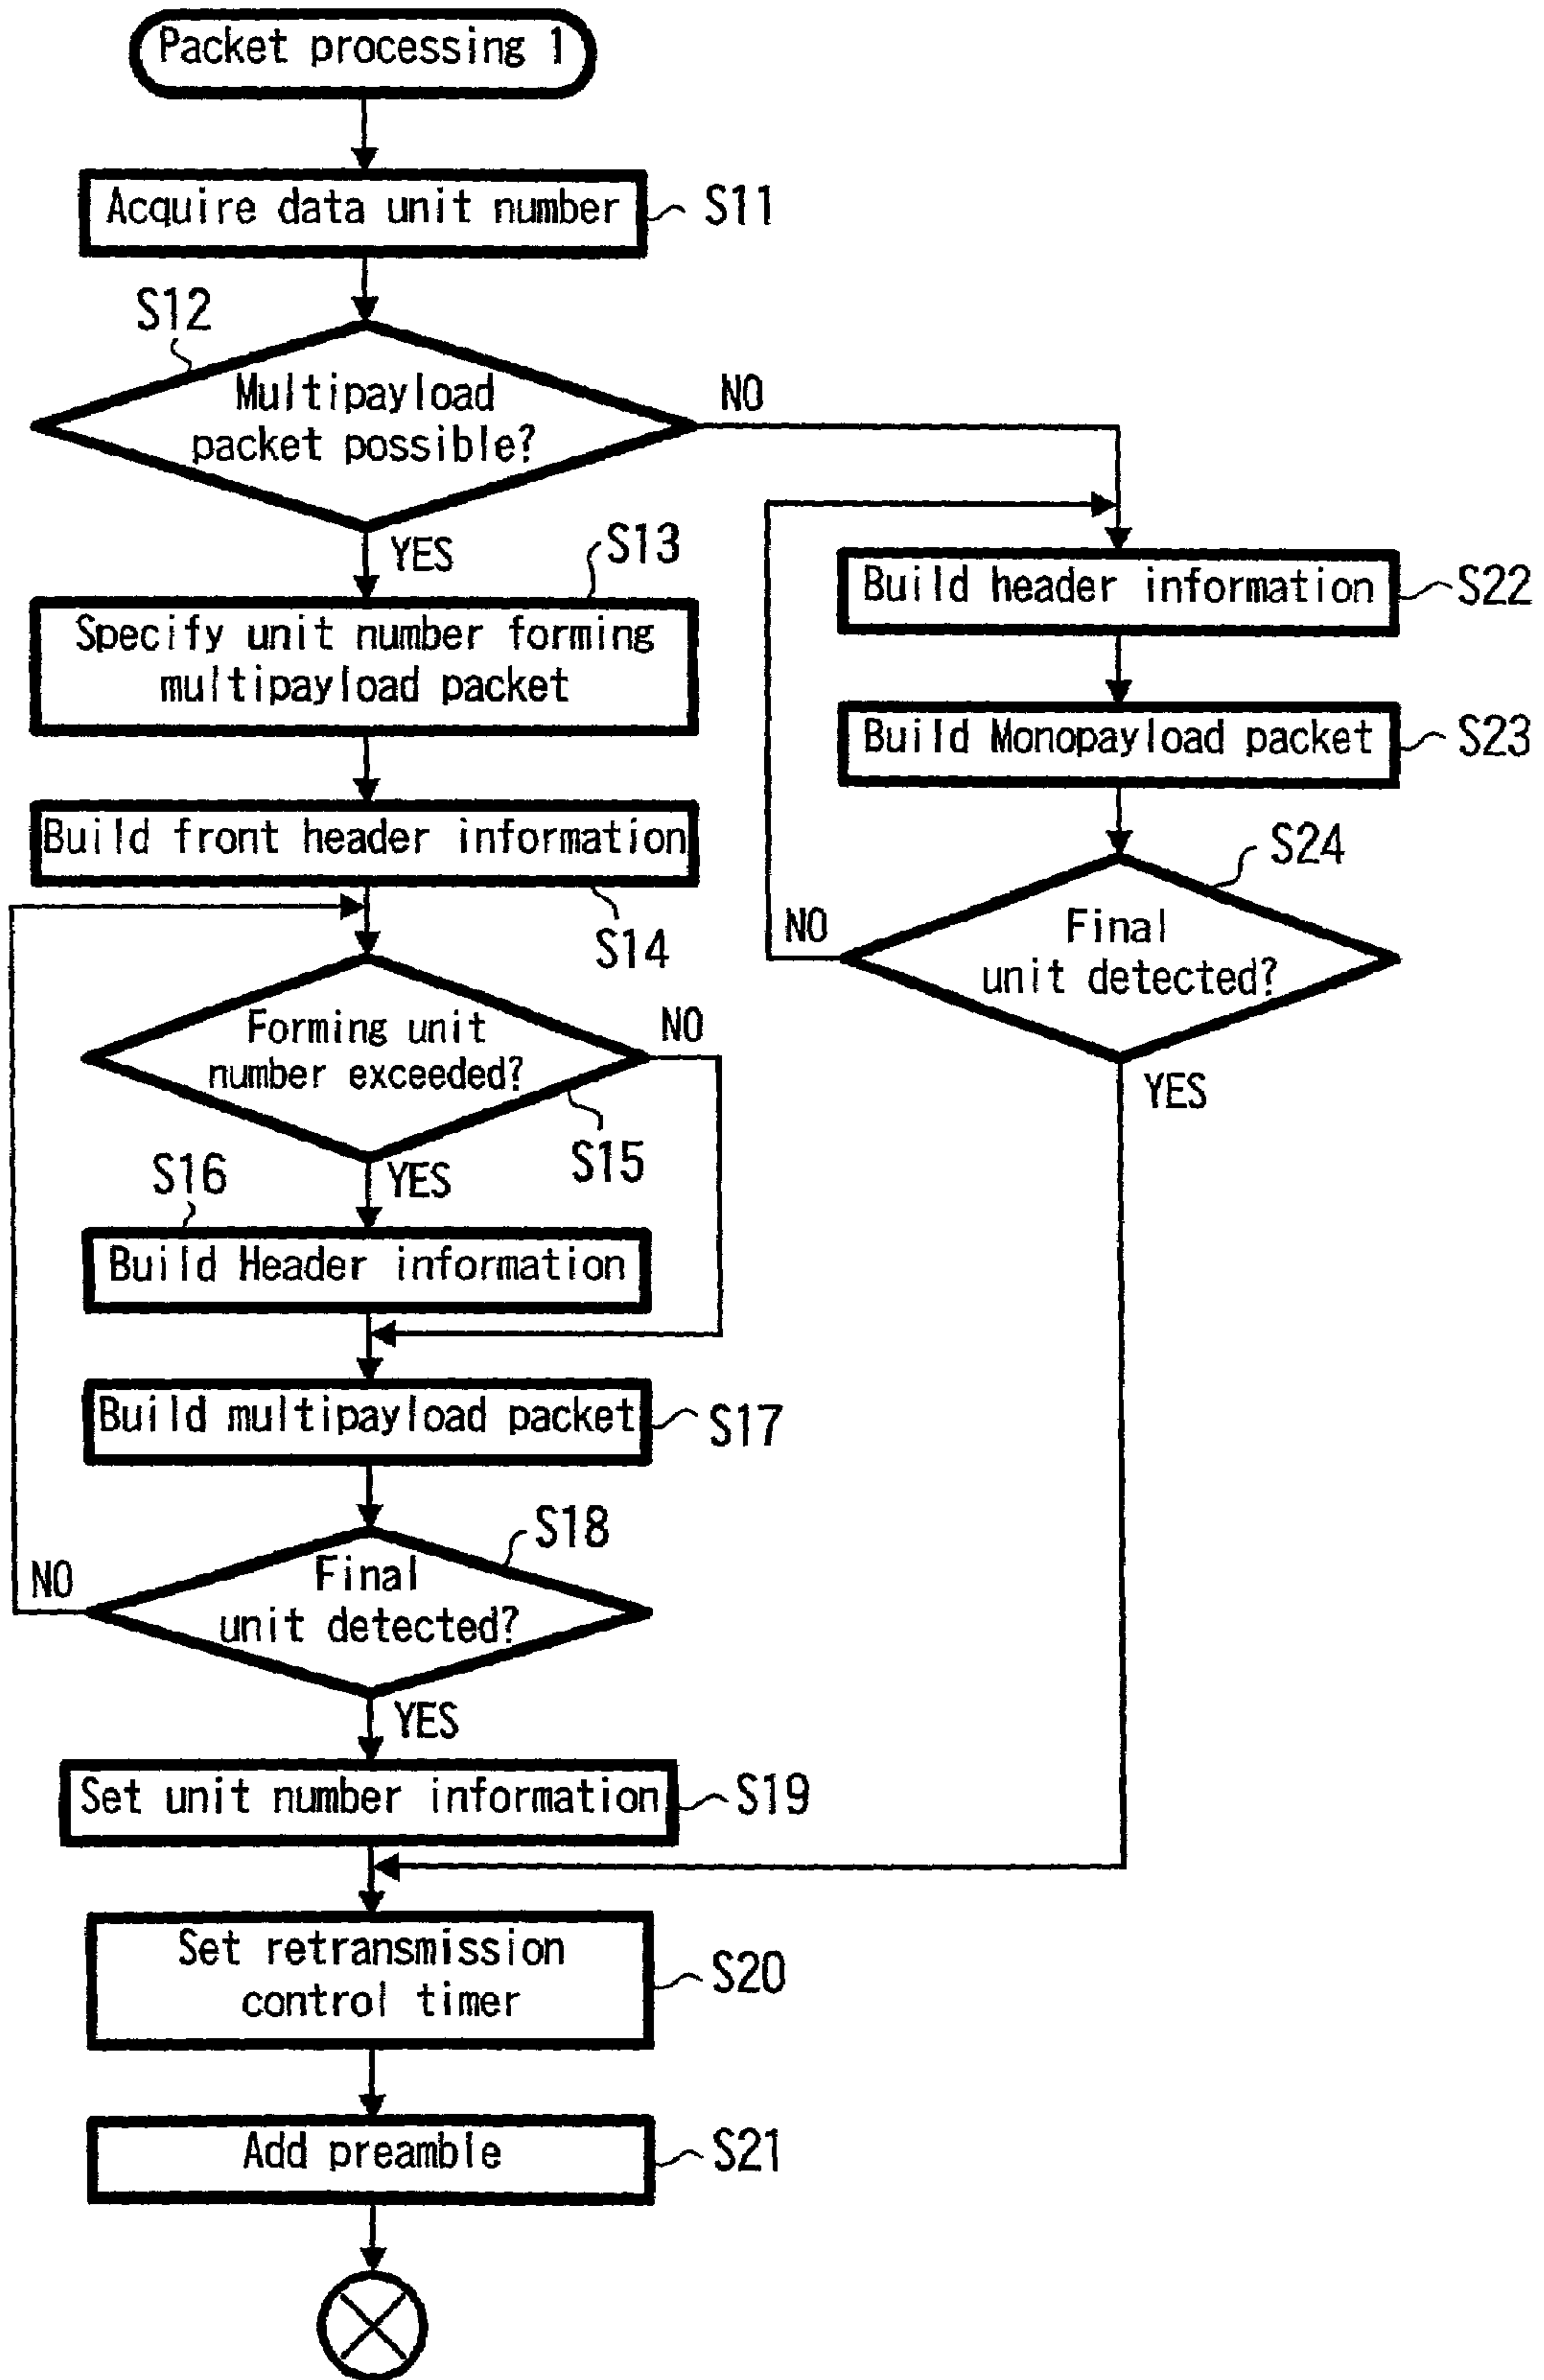 Packet processing 1
Acquire data unit number
S11
S12
Multipayload
packet possible?
NO
YES
S13
Specify unit number forming
multipayload packet
Build front header information
S14
Forming unit
number exceeded?
NO
S15
YES
S16
Build Header information
Build multipayload packet
S17
S18
Final
unit detected?
NO
YES
Set unit number information
S19
Set retransmission
control timer
S20
Add preamble
S21
Build header information
S22
Build Monopayload packet
S23
S24
Final
unit detected?
NO
YES